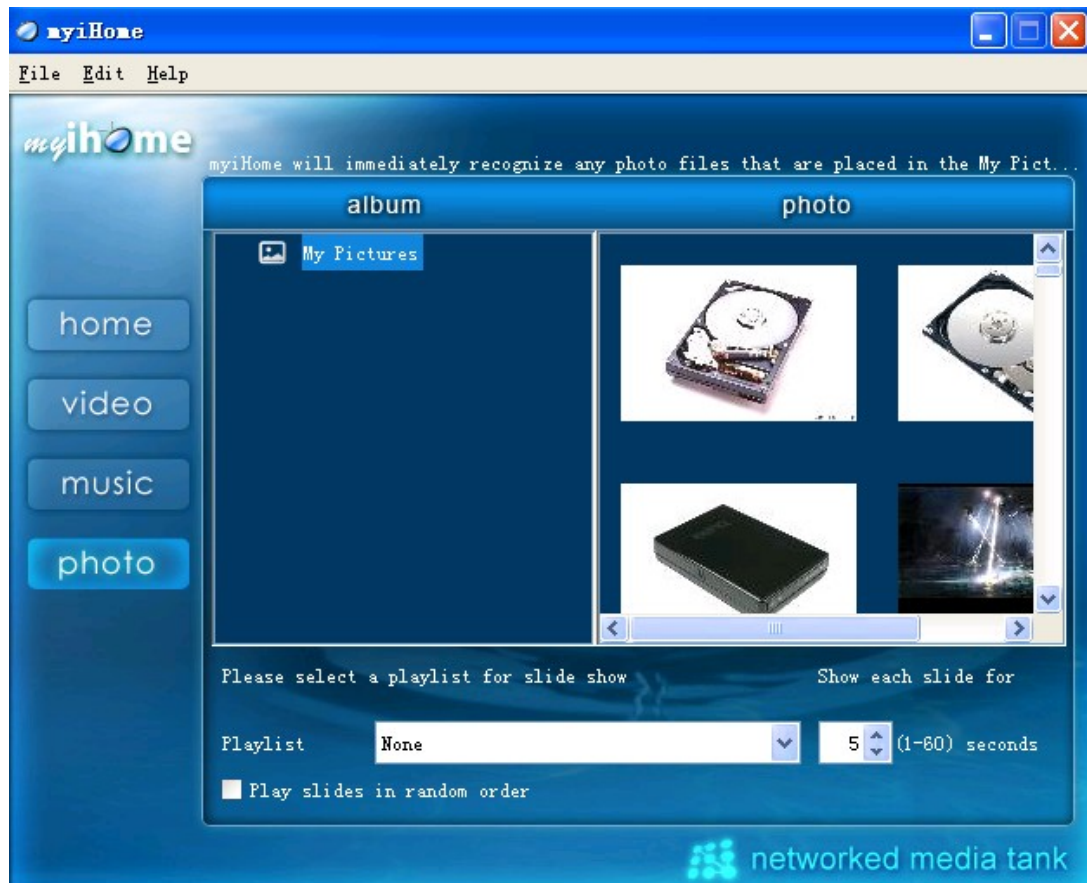 myiHome
File Edit Help
myihome
myiHome will immediately recognize any photo files that are placed in the My Pict...
album photo
My Pictures
home
video
music
photo
Please select a playlist for slide show Show each slide for
Playlist None 5 (1-60) seconds
Play slides in random order
networked media tank